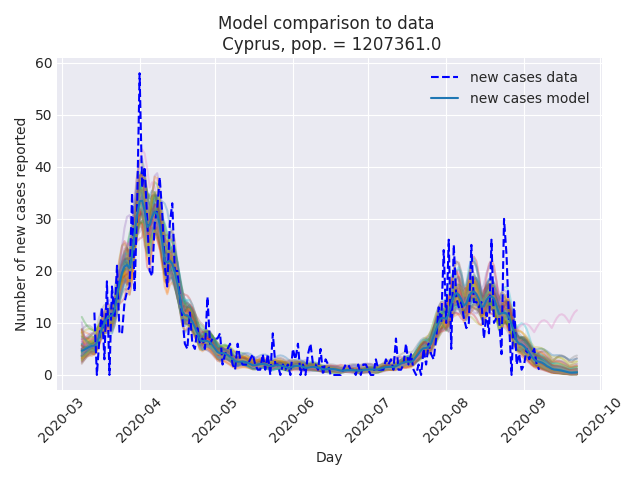 Model comparison to data
Cyprus, pop. = 1207361.0
new cases data
new cases model
Number of new cases reported
60
50
40
30
20
10
0
2020-03
2020-04
2020-05
2020-06
2020-07
2020-08
2020-09
2020-10
Day